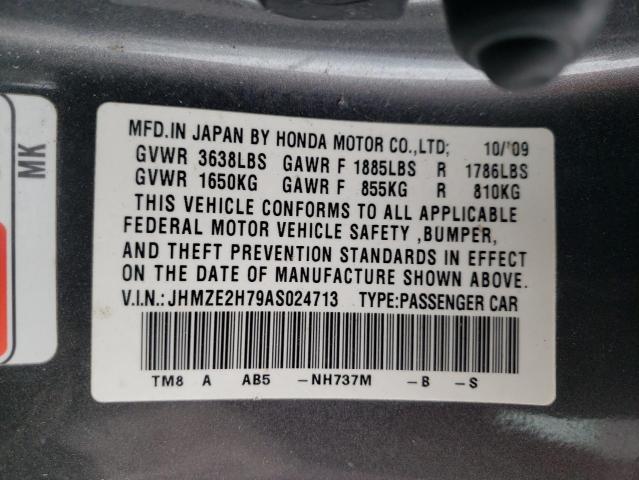 MK
MFD.IN JAPAN BY HONDA MOTOR CO.,LTD; 10/'09
GVWR 3638LBS GAWR F 1885LBS R 1786LBS
GVWR 1650KG GAWR F 855KG R 810KG
THIS VEHICLE CONFORMS TO ALL APPLICABLE
FEDERAL MOTOR VEHICLE SAFETY ,BUMPER,
AND THEFT PREVENTION STANDARDS IN EFFECT
ON THE DATE OF MANUFACTURE SHOWN ABOVE.
V.I.N.: JHMZE2H79AS024713 TYPE:PASSENGER CAR
TM8 A AB5 -NH737M -B -S